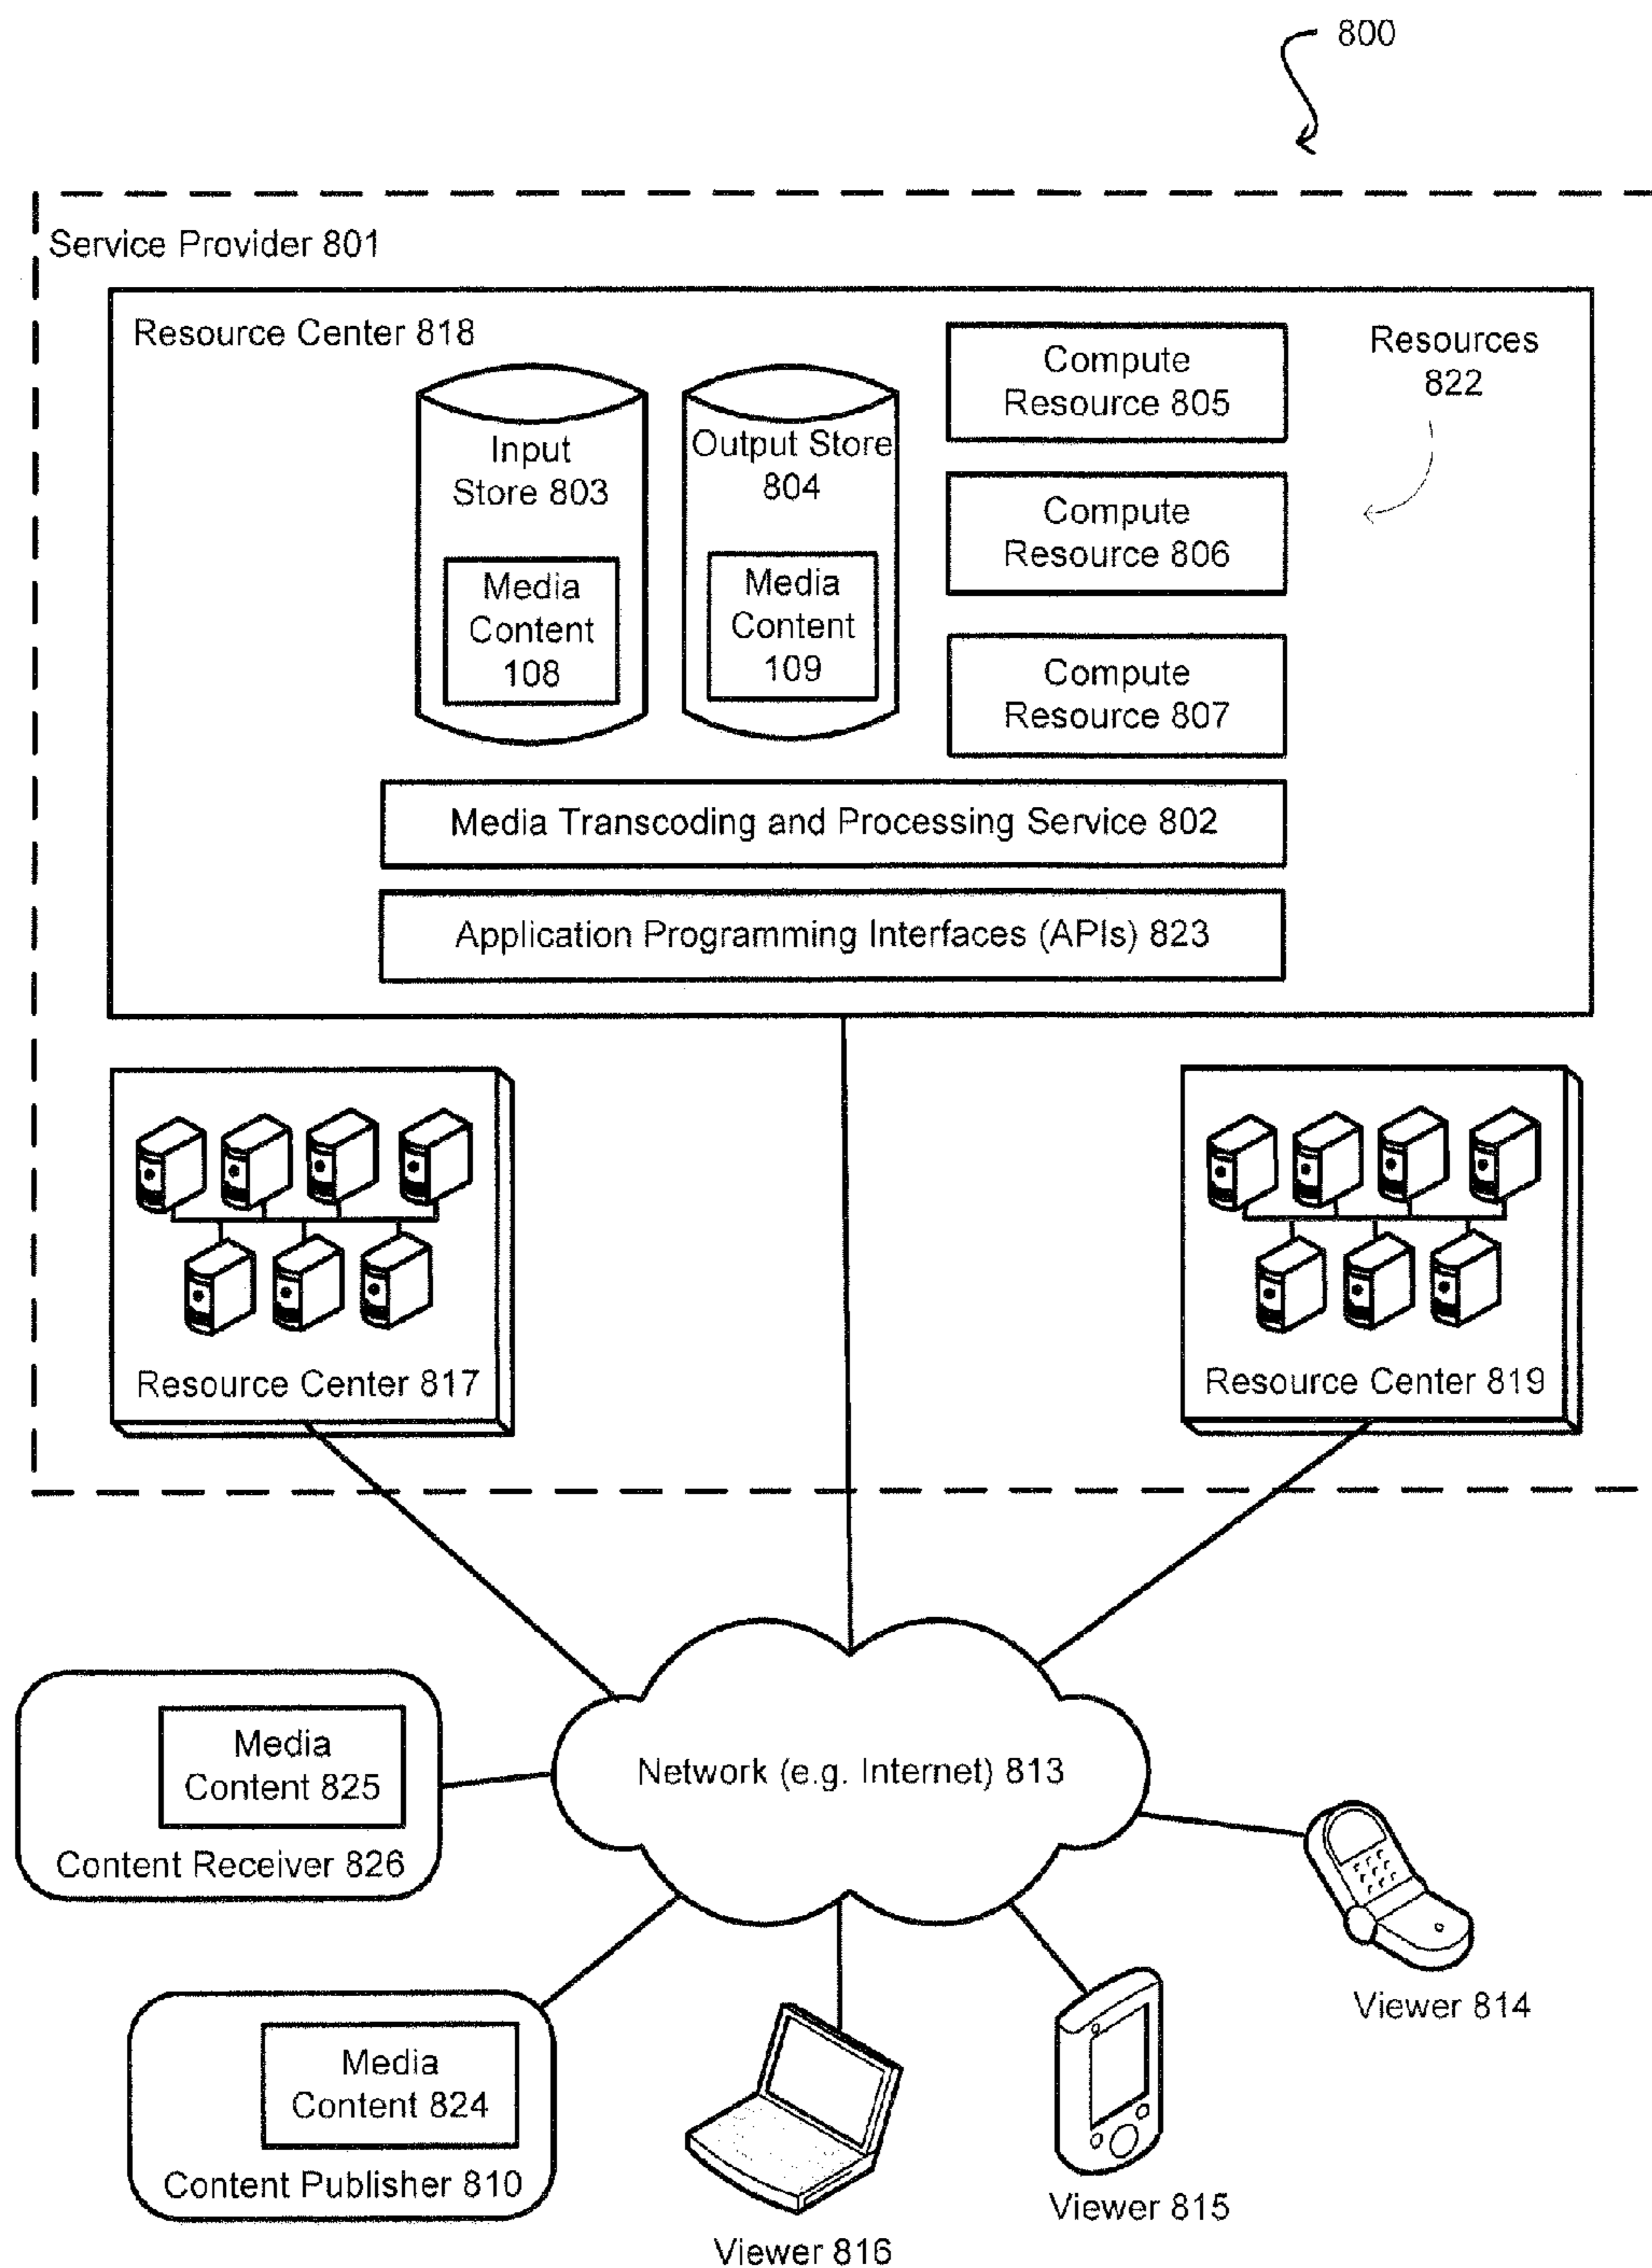 800
Service Provider 801
Resource Center 818
Input
Store 803
Media
Content
108
Output Store
804
Media
Content
109
Compute
Resource 805
Compute
Resource 806
Compute
Resource 807
Resources
822
Media Transcoding and Processing Service 802
Application Programming Interfaces (APIs) 823
Resource Center 817
Resource Center 819
Network (e.g. Internet) 813
Media
Content 825
Content Receiver 826
Media
Content 824
Content Publisher 810
Viewer 816
Viewer 815
Viewer 814